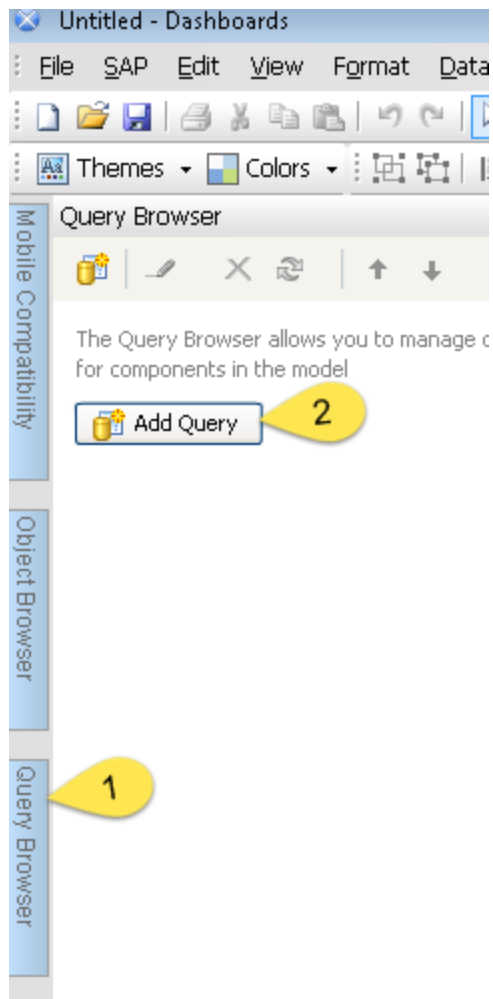 Untitled - Dashboards
File SAP Edit View Format Data
Themes Colors
Query Browser
The Query Browser allows you to manage
for components in the model
Add Query
2
Mobile Compatibility
Object Browser
Query Browser
1